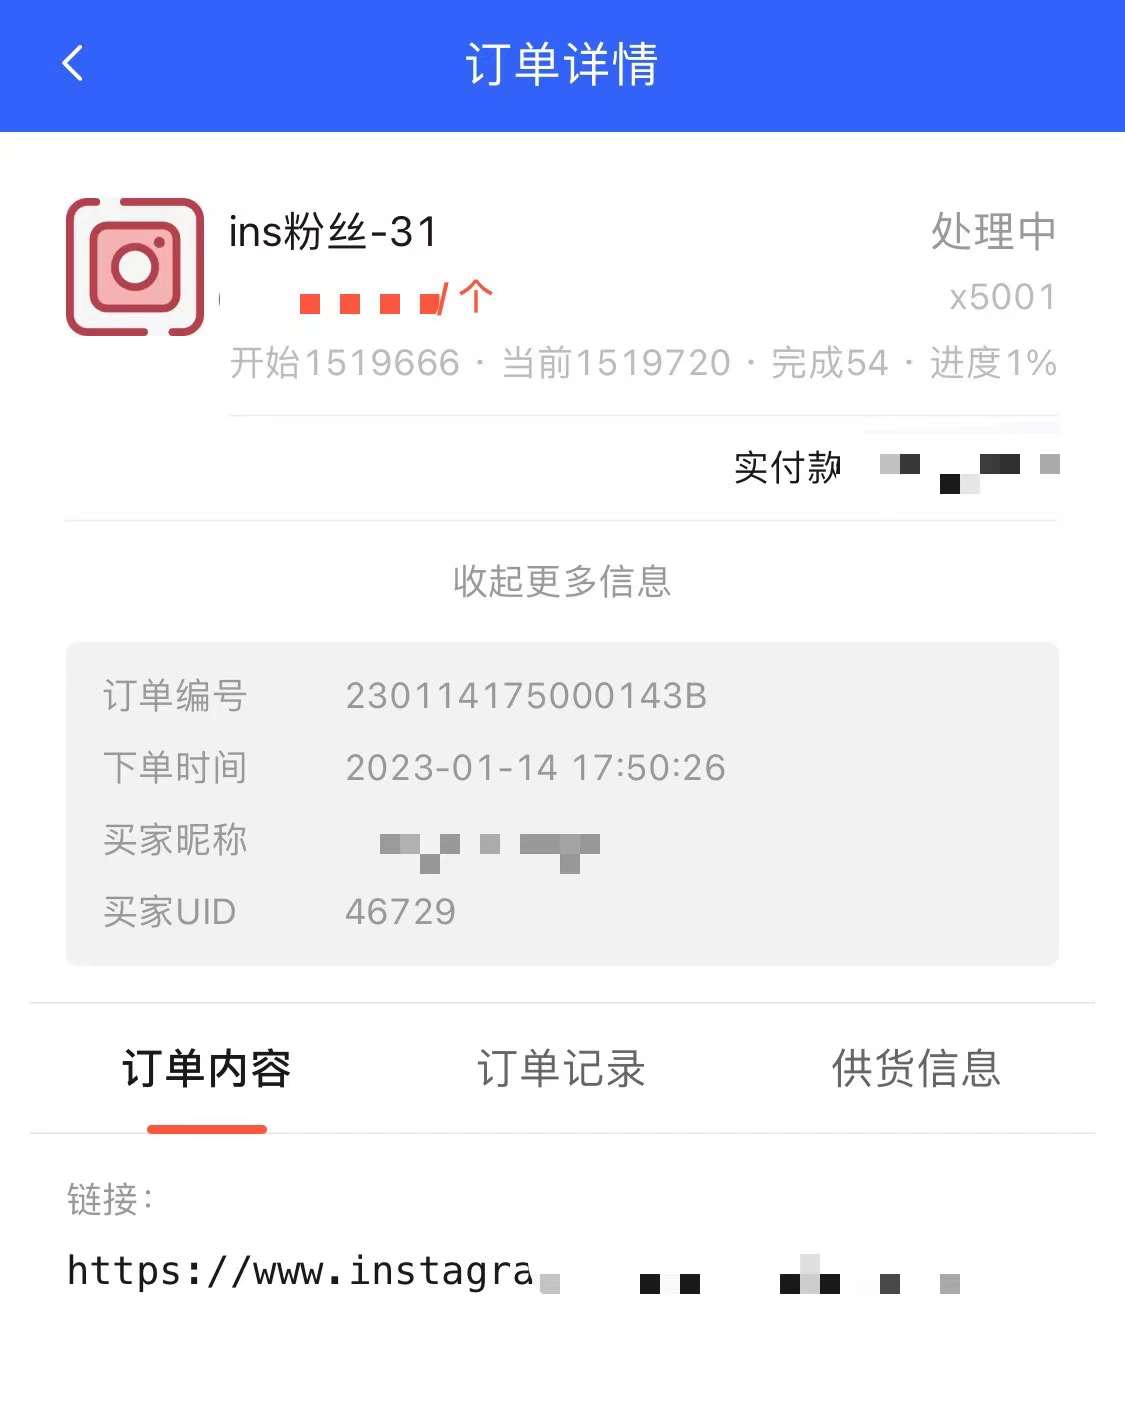 订单详情
ins粉丝-31
处理中
/个
x5001
开始1519666 · 当前1519720 · 完成54 · 进度1%
实付款
收起更多信息
订单编号 230114175000143B
下单时间 2023-01-14 17:50:26
买家昵称
买家UID 46729
订单内容 订单记录 供货信息
链接:
https://www.instagra